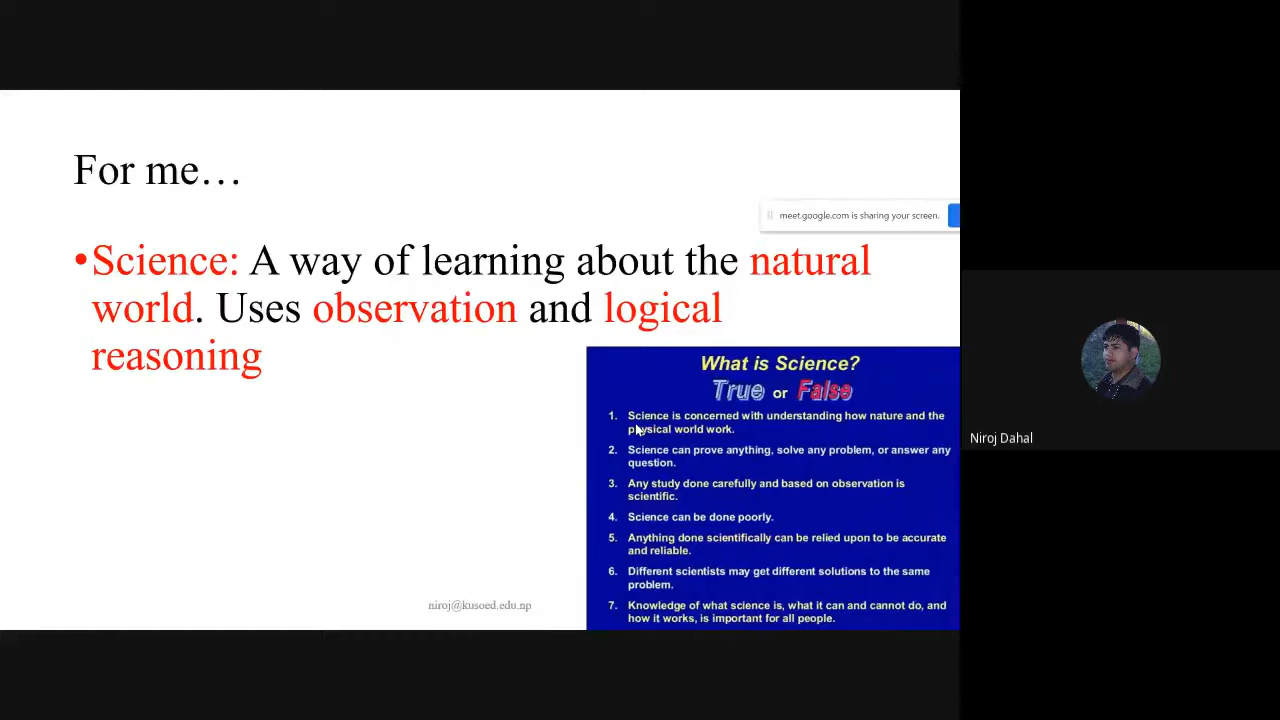 For me…
meet.google.com is sharing your screen.
•Science: A way of learning about the natural
world. Uses observation and logical
reasoning
What is Science?
True or False
1. Science is concerned with understanding how nature and the
physical world work.
2. Science can prove anything, solve any problem, or answer any
question.
3. Any study done carefully and based on observation is
scientific.
4. Science can be done poorly.
5. Anything done scientifically can be relied upon to be accurate
and reliable.
6. Different scientists may get different solutions to the same
problem.
7. Knowledge of what science is, what it can and cannot do, and
how it works, is important for all people.
niroj@kusoed.edu.np
Niroj Dahal